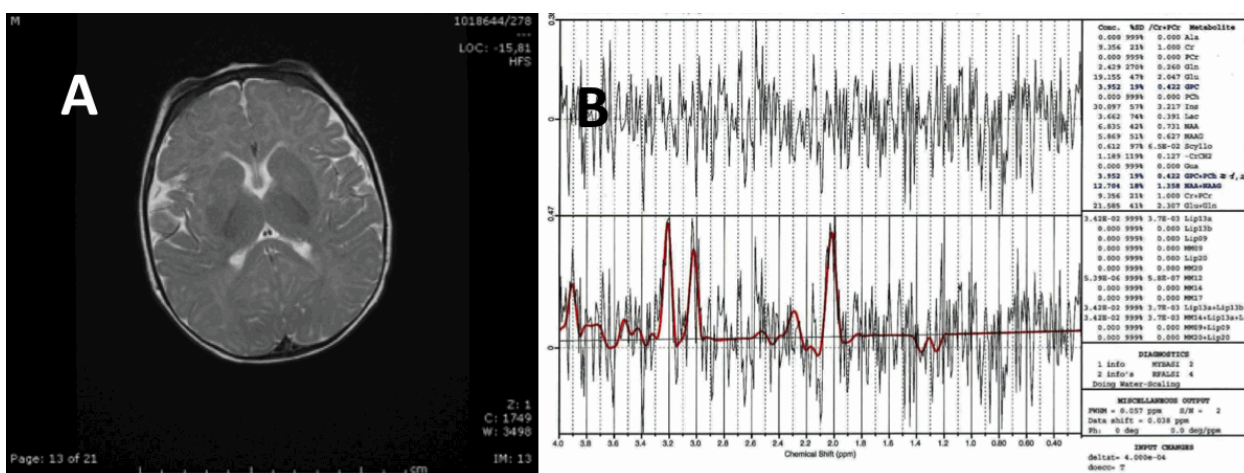 M
1018644/278
---
LOC: -15,81
HFS
A
Z: 1
C: 1749
W: 3498
Page: 13 of 21
IM: 13
cm
B
0
0.47
0
4.0 3.8 3.6 3.4 3.2 3.0 2.8 2.6 2.4 2.2 2.0 1.8 1.6 1.4 1.2 1.0 0.80 0.60 0.40
Chemical Shift (ppm)
Conc. %SD /Cr+PCr Metabolite
0.000 999% 0.000 Ala
9.356 21% 1.000 Cr
0.000 999% 0.000 PCr
2.429 270% 0.260 Gln
19.155 47% 2.047 Glu
3.952 19% 0.422 GPC
0.000 999% 0.000 PCh
30.097 57% 3.217 Ins
3.662 74% 0.391 Lac
6.835 42% 0.731 NAA
5.869 51% 0.627 NAAG
0.612 97% 6.5E-02 Scyllo
1.189 119% 0.127 -CrCH2
0.000 999% 0.000 Gua
3.952 19% 0.422 GPC+PCh
12.704 18% 1.358 NAA+NAAG
9.356 21% 1.000 Cr+PCr
21.585 41% 2.307 Glu+Gln
3.42E-02 999% 3.7E-03 Lip13a
0.000 999% 0.000 Lip13b
0.000 999% 0.000 Lip09
0.000 999% 0.000 MM09
0.000 999% 0.000 Lip20
0.000 999% 0.000 MM20
5.39E-06 999% 5.8E-07 MM12
0.000 999% 0.000 MM14
0.000 999% 0.000 MM17
3.42E-02 999% 3.7E-03 Lip13a+Lip13b
3.42E-02 999% 3.7E-03 MM14+Lip13a+L
0.000 999% 0.000 MM09+Lip09
0.000 999% 0.000 MM20+Lip20
DIAGNOSTICS
1 info MYBASI 2
2 info's RFALSI 4
Doing Water-Scaling
MISCELLANEOUS OUTPUT
FWHM = 0.057 ppm S/N = 2
Data shift = 0.038 ppm
Ph: 0 deg 0.0 deg/ppm
INPUT CHANGES
deltat= 4.000e-04
doecc= T